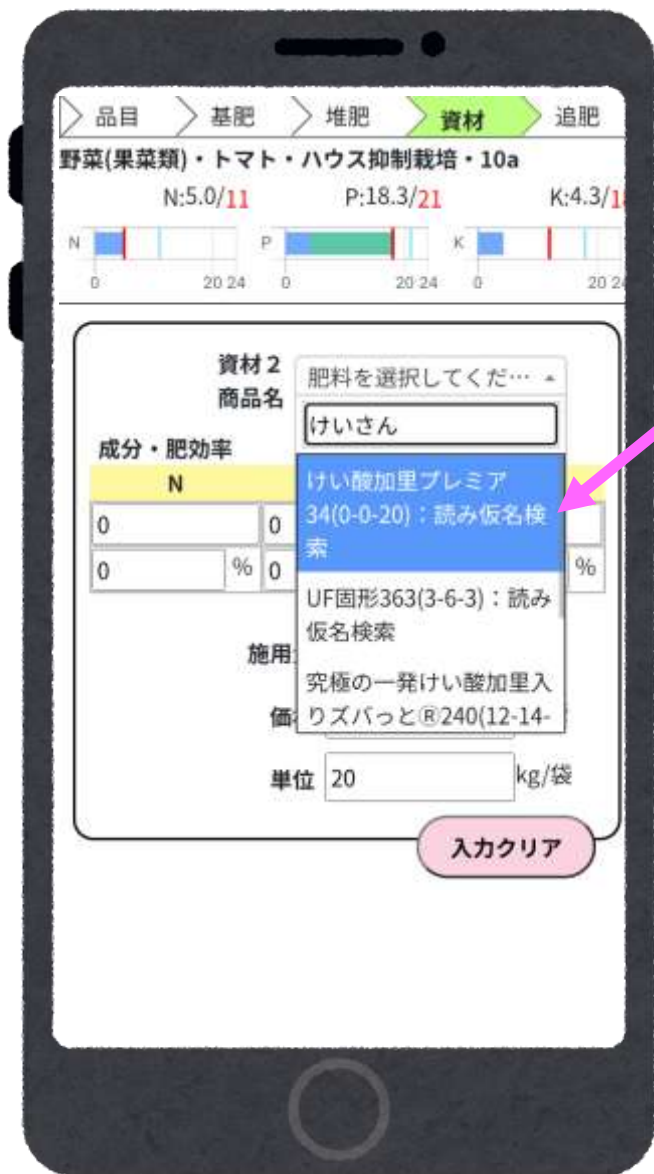 品目 基肥 堆肥 資材 追肥
野菜(果菜類)・トマト・ハウス抑制栽培・10a
N:5.0/11 P:18.3/21 K:4.3/1
N P K
0 20 24 0 20 24 0 20 2
資材2
商品名
肥料を選択してくだ…
けいさん
成分・肥効率
N
けい酸加里プレミア
34(0-0-20)：読み仮名検
索
0 0
0 % 0 %
UF固形363(3-6-3)：読み
仮名検索
施用
究極の一発けい酸加里入
りズバっと®240(12-14-
価
単位 20 kg/袋
入力クリア